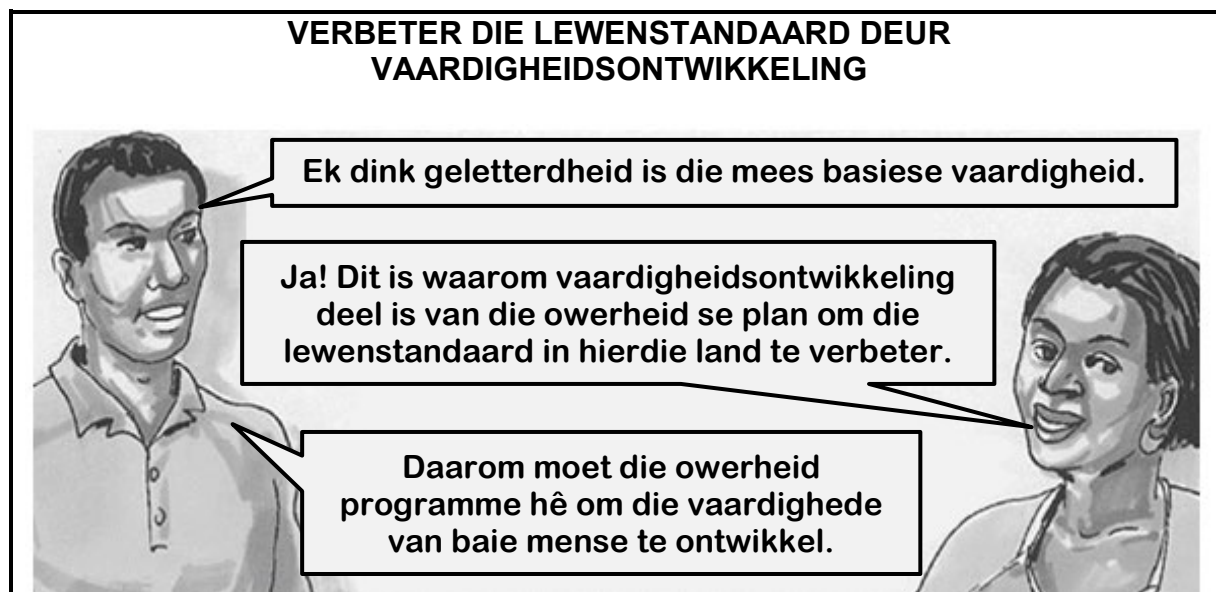 VERBETER DIE LEWENSTANDAARD DEUR
VAARDIGHEIDSONTWIKKELING
Ek dink geletterdheid is die mees basiese vaardigheid.
Ja! Dit is waarom vaardigheidsontwikkeling
deel is van die owerheid se plan om die
lewenstandaard in hierdie land te verbeter.
Daarom moet die owerheid
programme hê om die vaardighede
van baie mense te ontwikkel.